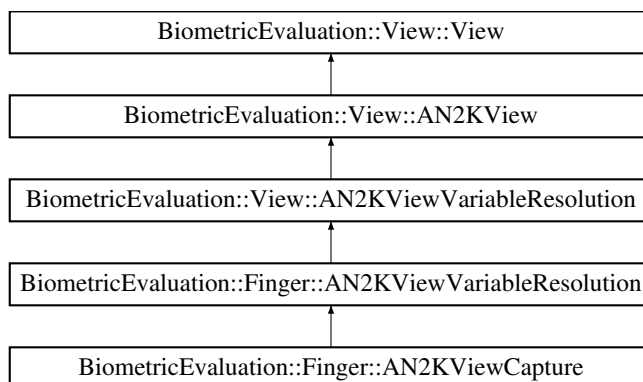 BiometricEvaluation::View::View
BiometricEvaluation::View::AN2KView
BiometricEvaluation::View::AN2KViewVariableResolution
BiometricEvaluation::Finger::AN2KViewVariableResolution
BiometricEvaluation::Finger::AN2KViewCapture